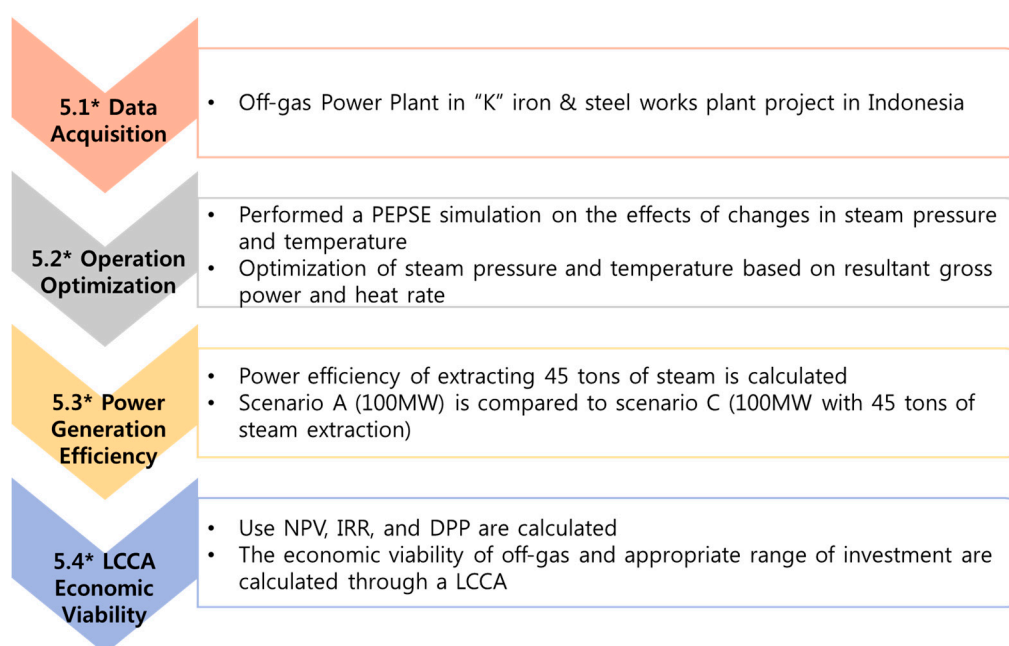 5.1* Data
Acquisition
• Off-gas Power Plant in “K” iron & steel works plant project in Indonesia
5.2* Operation
Optimization
• Performed a PEPSE simulation on the effects of changes in steam pressure
and temperature
• Optimization of steam pressure and temperature based on resultant gross
power and heat rate
5.3* Power
Generation
Efficiency
• Power efficiency of extracting 45 tons of steam is calculated
• Scenario A (100MW) is compared to scenario C (100MW with 45 tons of
steam extraction)
5.4* LCCA
Economic
Viability
• Use NPV, IRR, and DPP are calculated
• The economic viability of off-gas and appropriate range of investment are
calculated through a LCCA